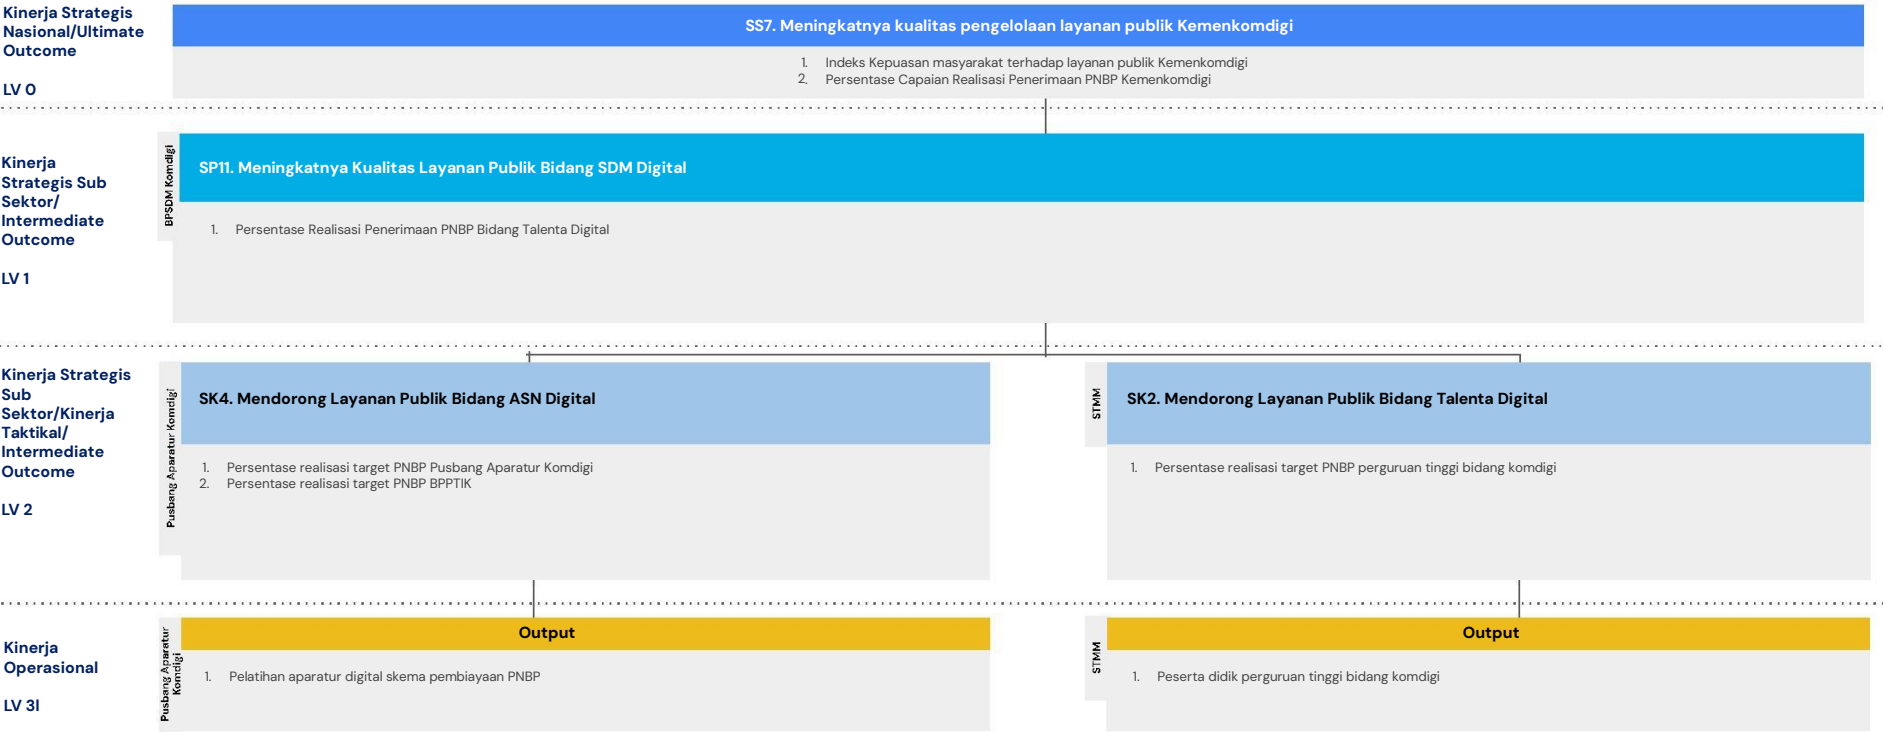 Kinerja Strategis
Nasional/Ultimate
Outcome
LV 0
SS7. Meningkatnya kualitas pengelolaan layanan publik Kemenkomdigi
1. Indeks Kepuasan masyarakat terhadap layanan publik Kemenkomdigi
2. Persentase Capaian Realisasi Penerimaan PNBP Kemenkomdigi
Kinerja
Strategis Sub
Sektor/
Intermediate
Outcome
LV 1
BPSDM Komdigi
SP11. Meningkatnya Kualitas Layanan Publik Bidang SDM Digital
1. Persentase Realisasi Penerimaan PNBP Bidang Talenta Digital
Kinerja Strategis
Sub
Sektor/Kinerja
Taktikal/
Intermediate
Outcome
LV 2
Pusbang Aparatur Komdigi
SK4. Mendorong Layanan Publik Bidang ASN Digital
1. Persentase realisasi target PNBP Pusbang Aparatur Komdigi
2. Persentase realisasi target PNBP BPPTIK
STMM
SK2. Mendorong Layanan Publik Bidang Talenta Digital
1. Persentase realisasi target PNBP perguruan tinggi bidang komdigi
Kinerja
Operasional
LV 3l
Pusbang Aparatur
Komdigi
Output
1. Pelatihan aparatur digital skema pembiayaan PNBP
STMM
Output
1. Peserta didik perguruan tinggi bidang komdigi